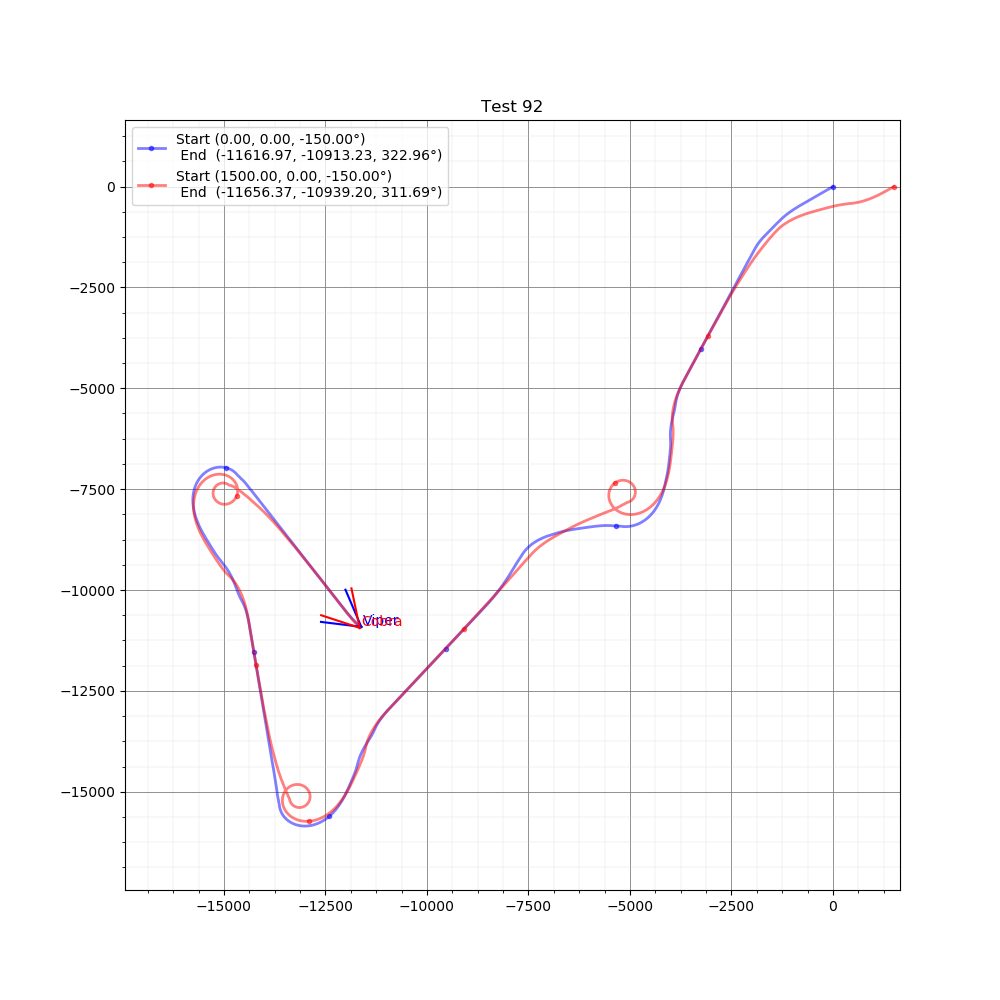 Test 92
Start (0.00, 0.00, -150.00°)
End (-11616.97, -10913.23, 322.96°)
Start (1500.00, 0.00, -150.00°)
End (-11656.37, -10939.20, 311.69°)
0
−2500
−5000
−7500
−10000
−12500
−15000
Viper
Cobra
−15000 −12500 −10000 −7500 −5000 −2500 0